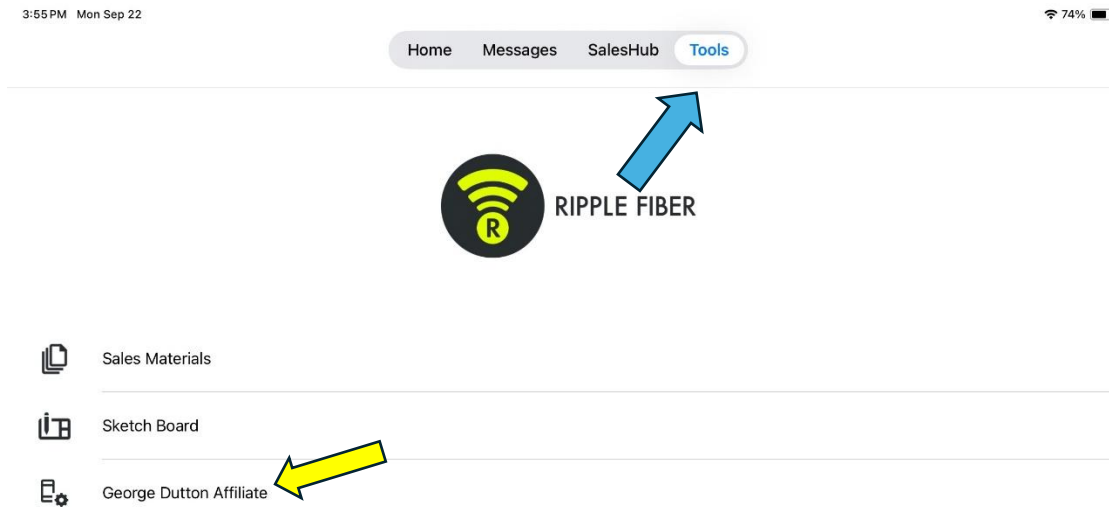 3:55 PM Mon Sep 22
74%
Home Messages SalesHub Tools
R
RIPPLE FIBER
Sales Materials
Sketch Board
George Dutton Affiliate